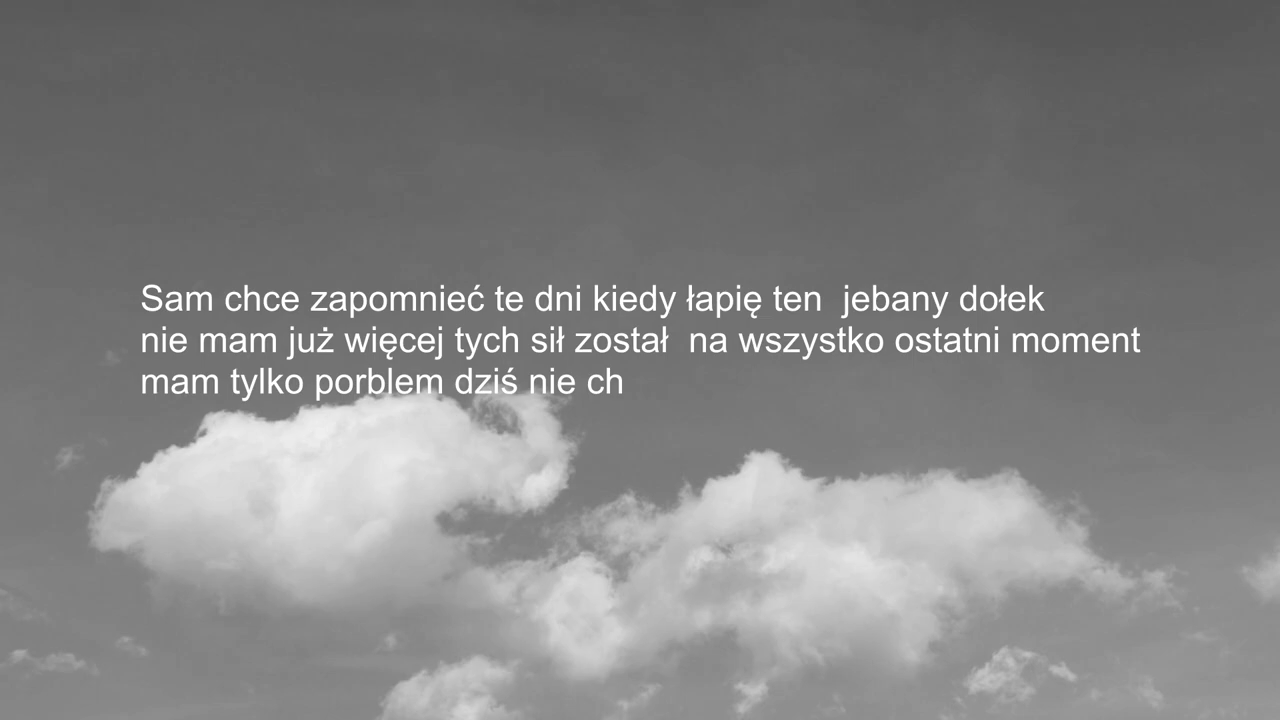 Sam chce zapomnieć te dni kiedy łapię ten  jebany dołek
nie mam już więcej tych sił został  na wszystko ostatni moment
mam tylko porblem dziś nie ch